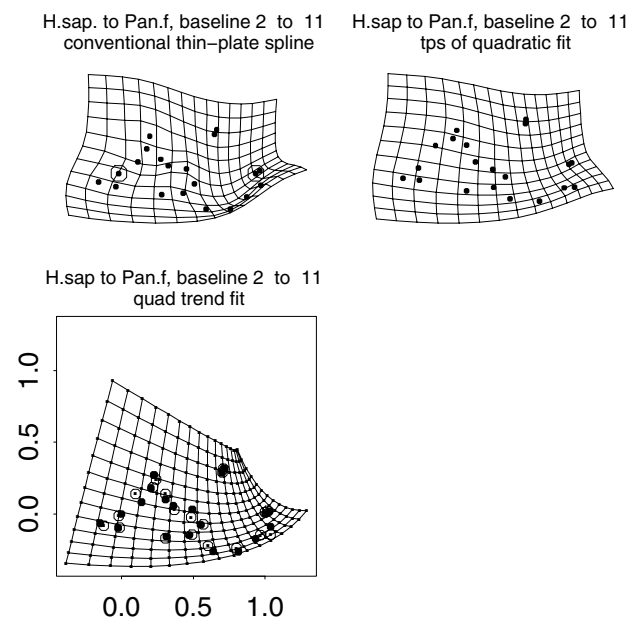 H.sap to Pan.f, baseline 2 to 11
conventional thin−plate spline
H.sap to Pan.f, baseline 2 to 11
tps of quadratic fit
H.sap to Pan.f, baseline 2 to 11
quad trend fit
1.0
0.5
0.0
0.0 0.5 1.0